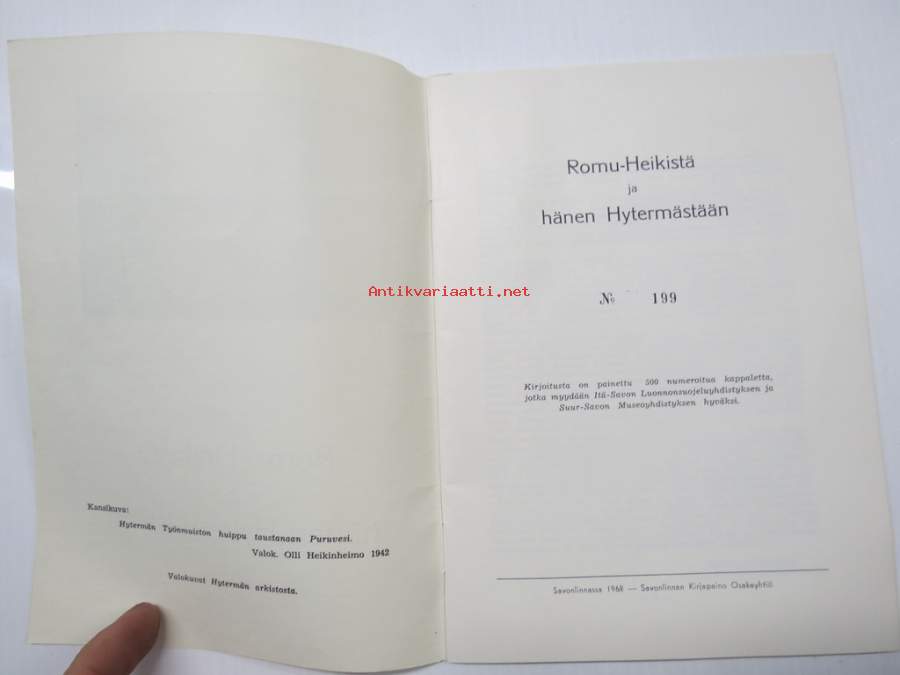 Kansikuva:
Hytermän Työnmuiston huippu taustanaan Puruvesi.
Valok. Olli Heikinheimo 1942
Valokuvat Hytermän arkistosta.
Romu-Heikistä
ja
hänen Hytermästään
Antikvariaatti.net
№ 199
Kirjoitusta on painettu 500 numeroitua kappaletta,
jotka myydään Itä-Savon Luonnonsuojeluyhdistyksen ja
Suur-Savon Museoyhdistyksen hyväksi.
Savonlinnassa 1968 — Savonlinnan Kirjapaino Osakeyhtiö